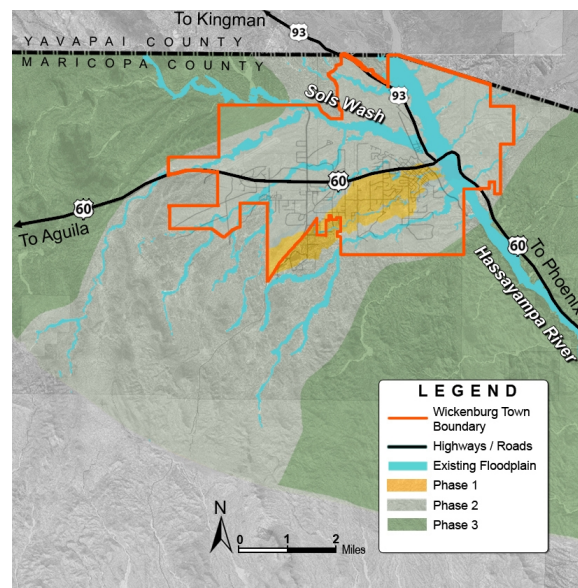 To Kingman
93
YAVAPAI COUNTY
MARICOPA COUNTY
Sols Wash
93
60
60
To Aguila
60
To Phoenix
Hassayampa River
LEGEND
Wickenburg Town
Boundary
Highways / Roads
Existing Floodplain
Phase 1
Phase 2
Phase 3
N
0 1 2
Miles